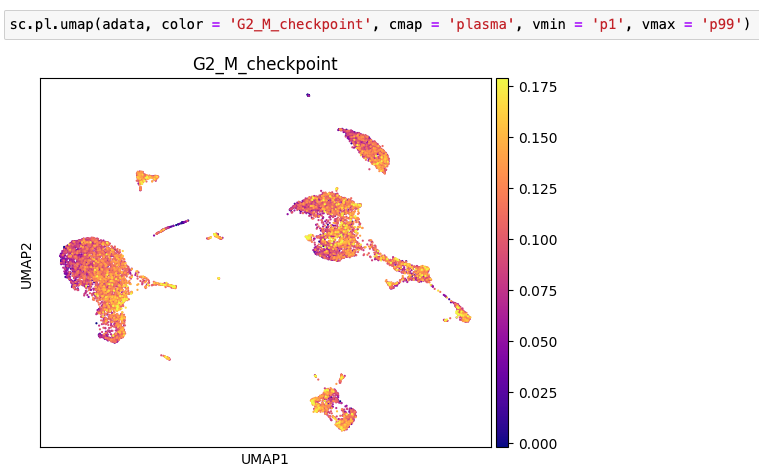 sc.pl.umap(adata, color = 'G2_M_checkpoint', cmap = 'plasma', vmin = 'p1', vmax = 'p99')
G2_M_checkpoint
0.175
0.150
0.125
0.100
0.075
0.050
0.025
0.000
UMAP2
UMAP1